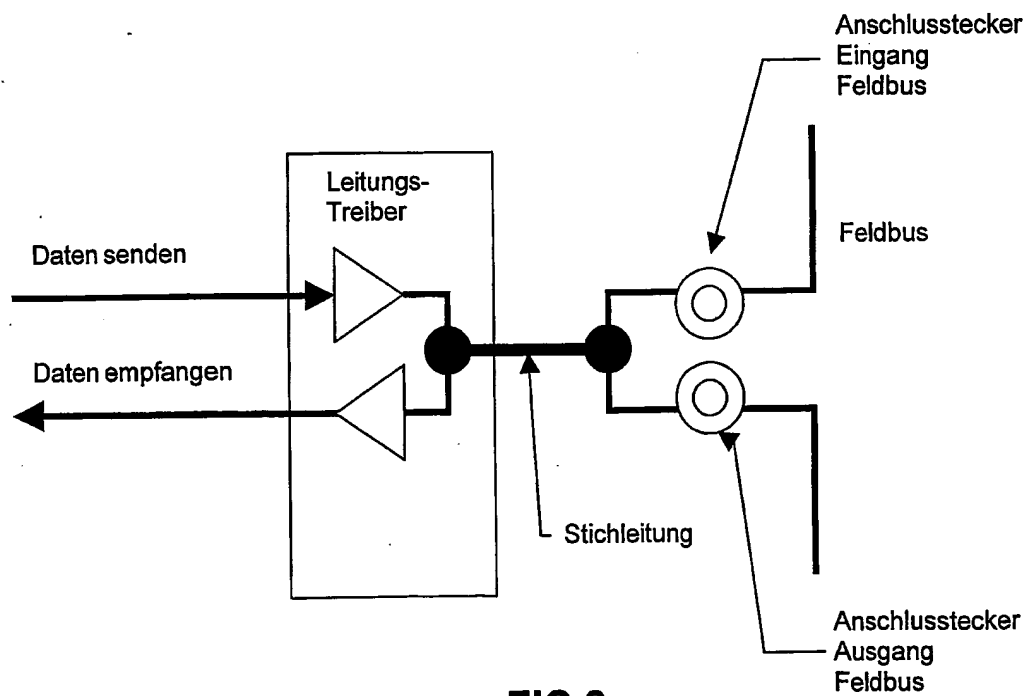 Anschlusstecker
Eingang
Feldbus
Leitungs-
Treiber
Feldbus
Daten senden
Daten empfangen
Stichleitung
Anschlusstecker
Ausgang
Feldbus